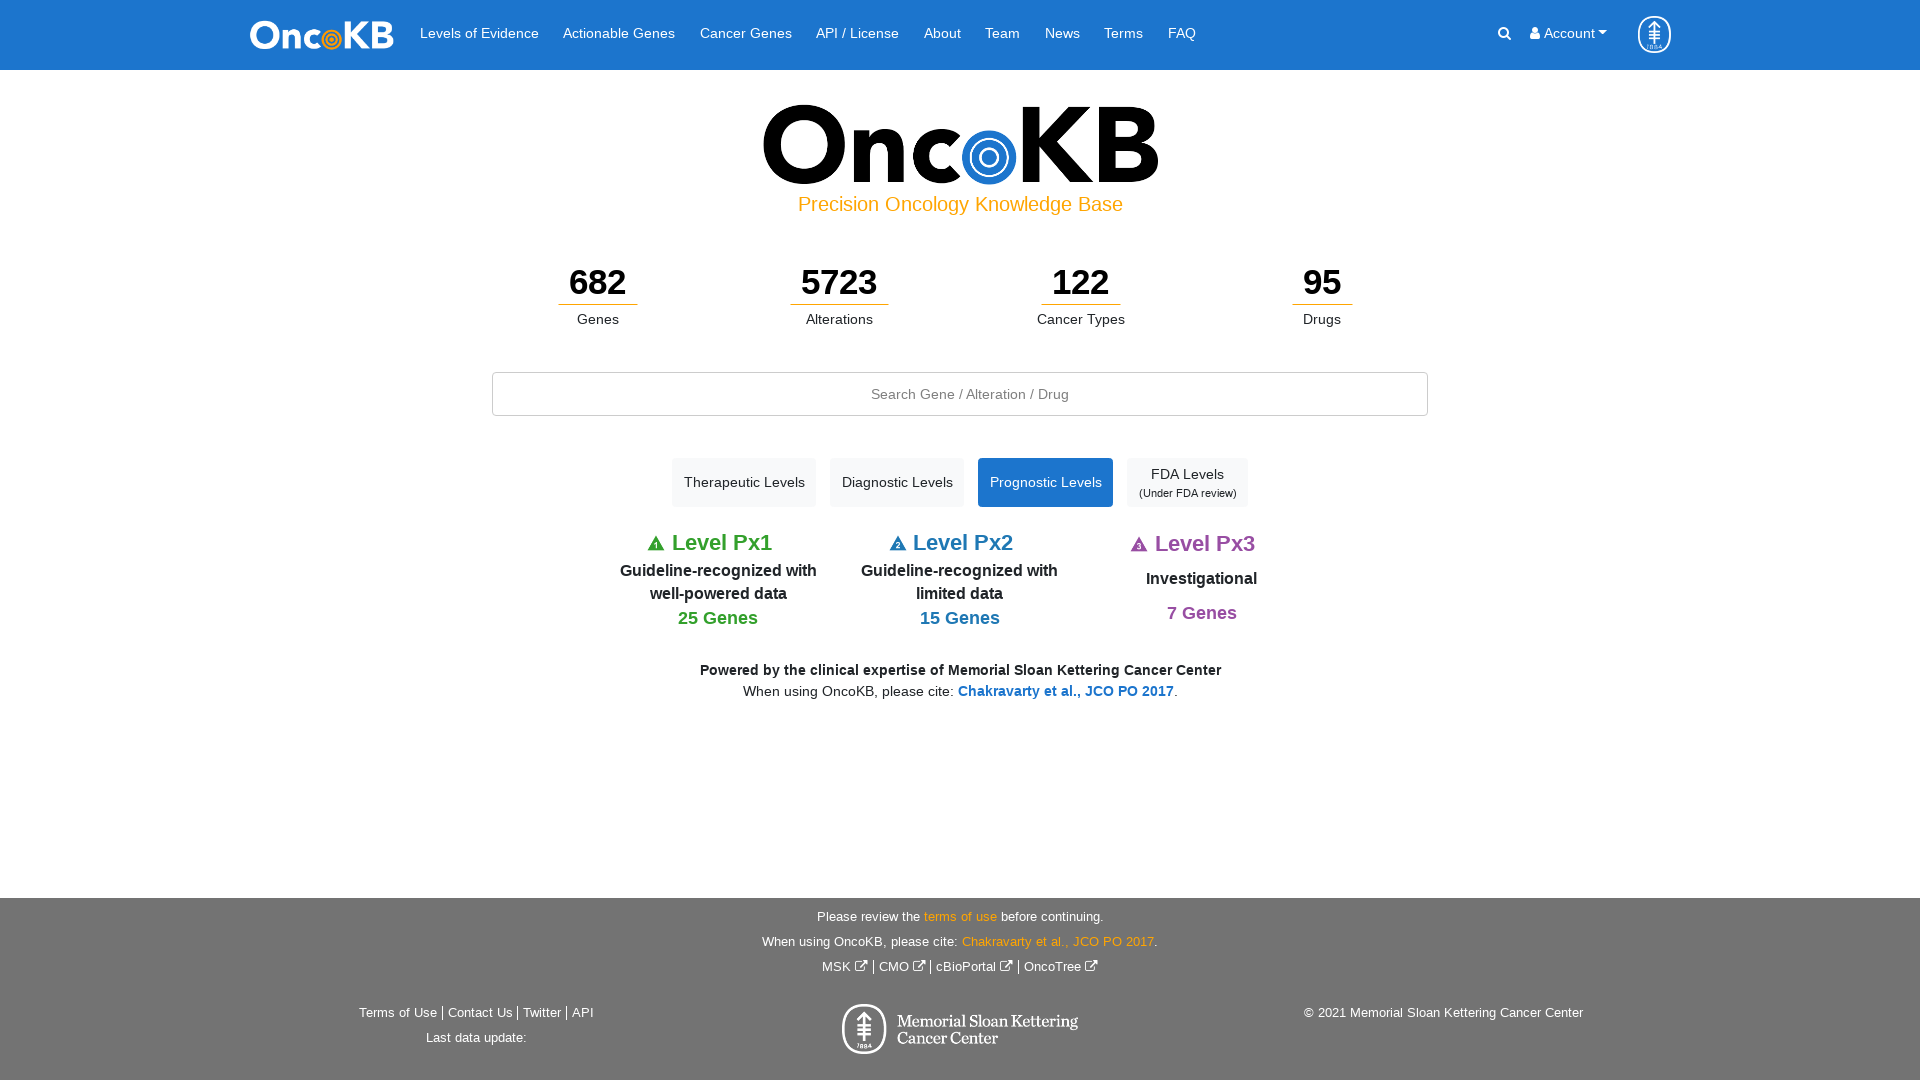 OncoKB Levels of Evidence Actionable Genes Cancer Genes API / License About Team News Terms FAQ Account
1884
OncoKB
Precision Oncology Knowledge Base
682 5723 122 95
Genes Alterations Cancer Types Drugs
Search Gene / Alteration / Drug
Therapeutic Levels Diagnostic Levels Prognostic Levels FDA Levels
(Under FDA review)
1 Level Px1 2 Level Px2 3 Level Px3
Guideline-recognized with Guideline-recognized with Investigational
well-powered data limited data
25 Genes 15 Genes 7 Genes
Powered by the clinical expertise of Memorial Sloan Kettering Cancer Center
When using OncoKB, please cite: Chakravarty et al., JCO PO 2017.
Please review the terms of use before continuing.
When using OncoKB, please cite: Chakravarty et al., JCO PO 2017.
MSK | CMO | cBioPortal | OncoTree
Terms of Use | Contact Us | Twitter | API
Last data update:
Memorial Sloan Kettering
Cancer Center
1884
© 2021 Memorial Sloan Kettering Cancer Center